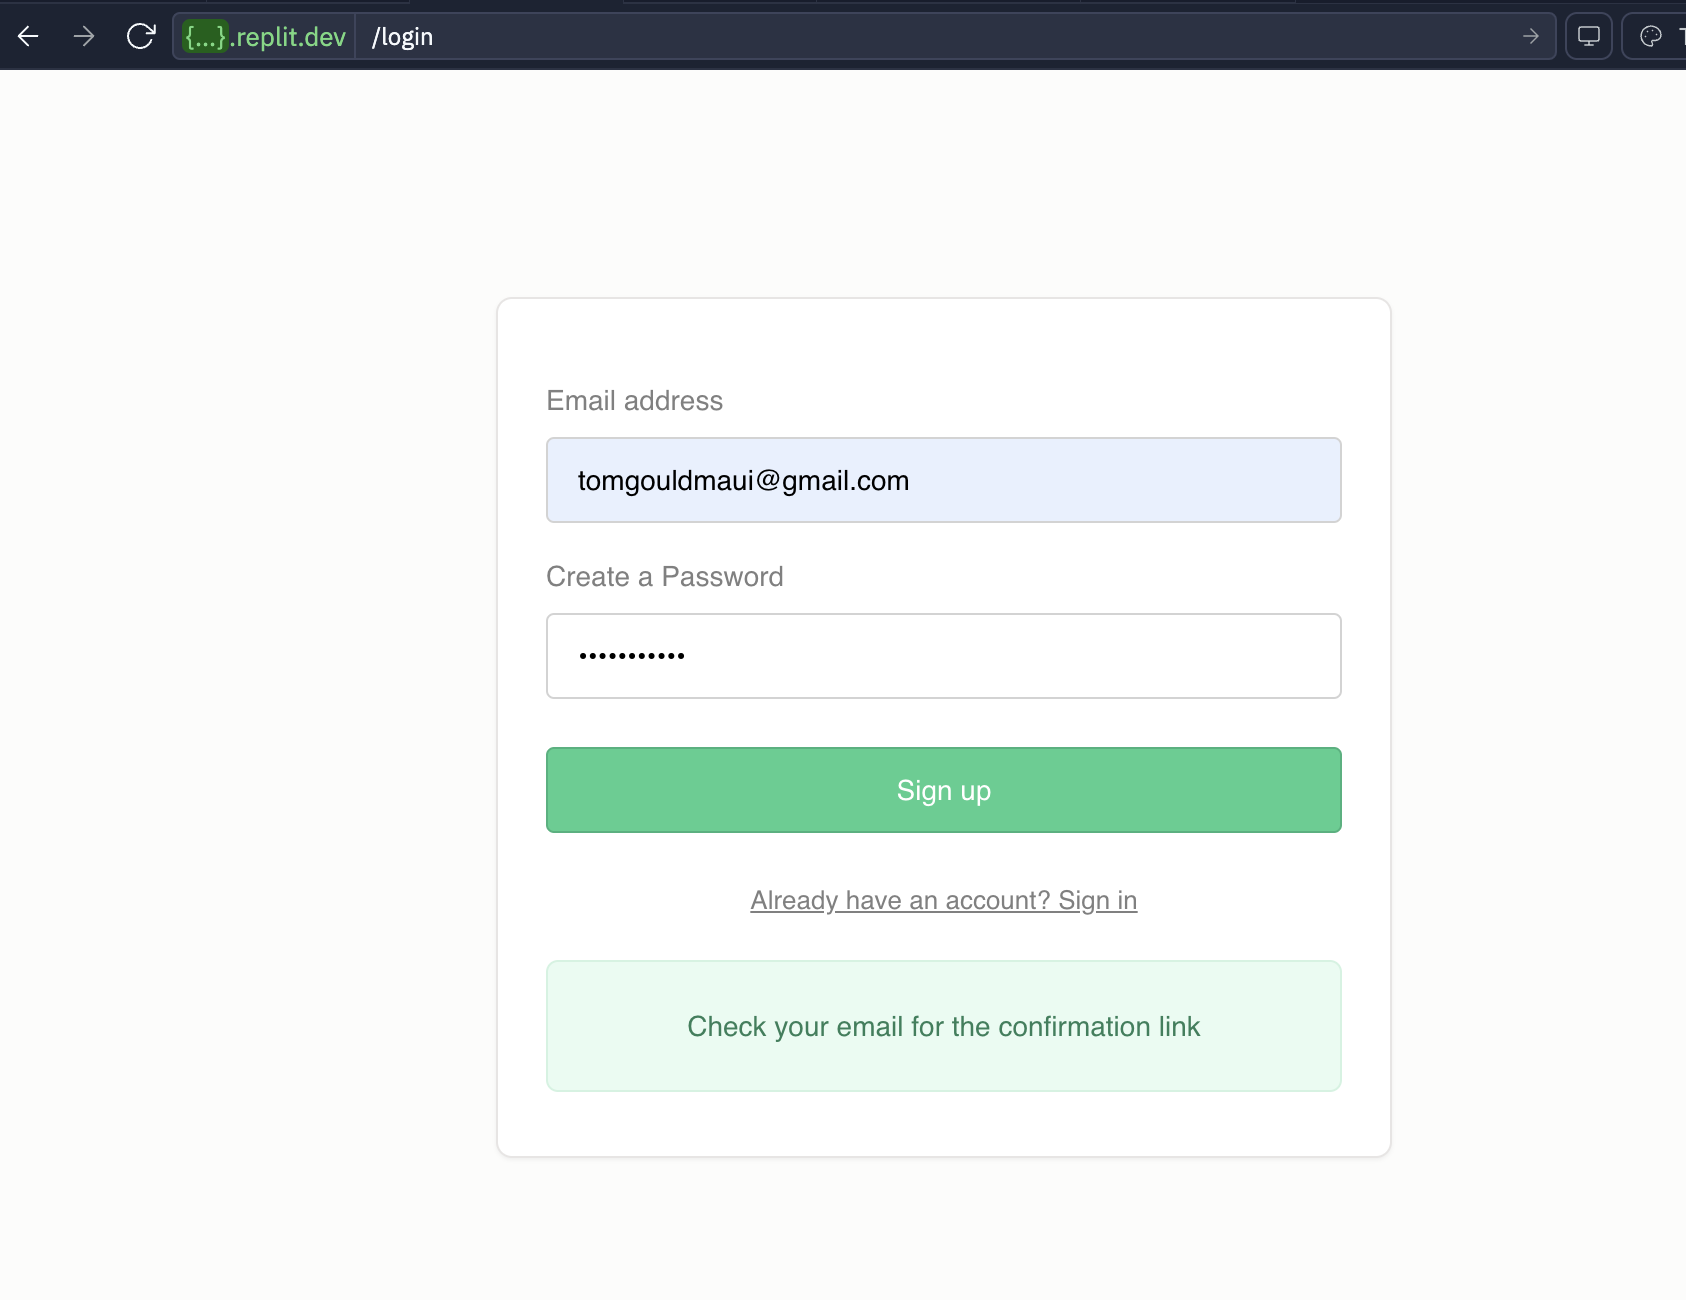 {...}.replit.dev /login
Email address
tomgouldmaui@gmail.com
Create a Password
•••••••••••
Sign up
Already have an account? Sign in
Check your email for the confirmation link